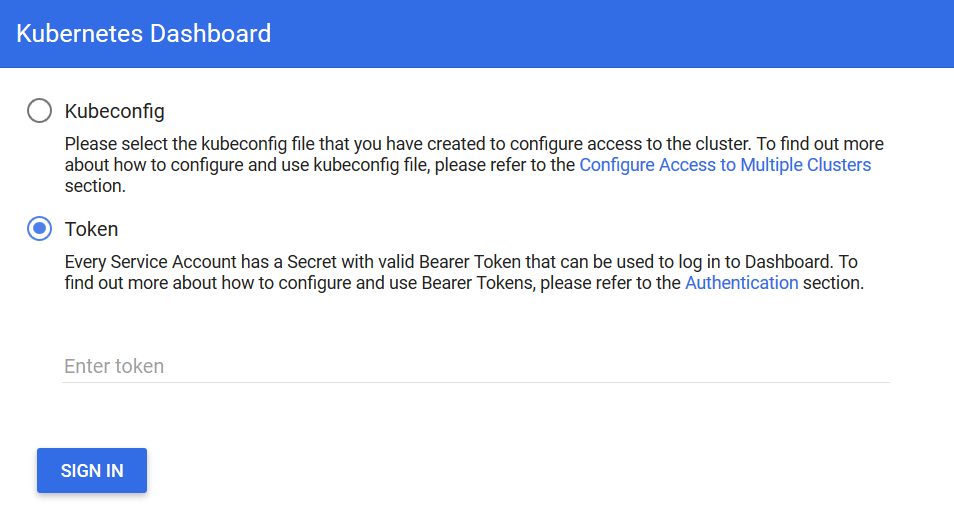 Kubernetes Dashboard
Kubeconfig
Please select the kubeconfig file that you have created to configure access to the cluster. To find out more
about how to configure and use kubeconfig file, please refer to the Configure Access to Multiple Clusters
section.
Token
Every Service Account has a Secret with valid Bearer Token that can be used to log in to Dashboard. To
find out more about how to configure and use Bearer Tokens, please refer to the Authentication section.
Enter token
SIGN IN